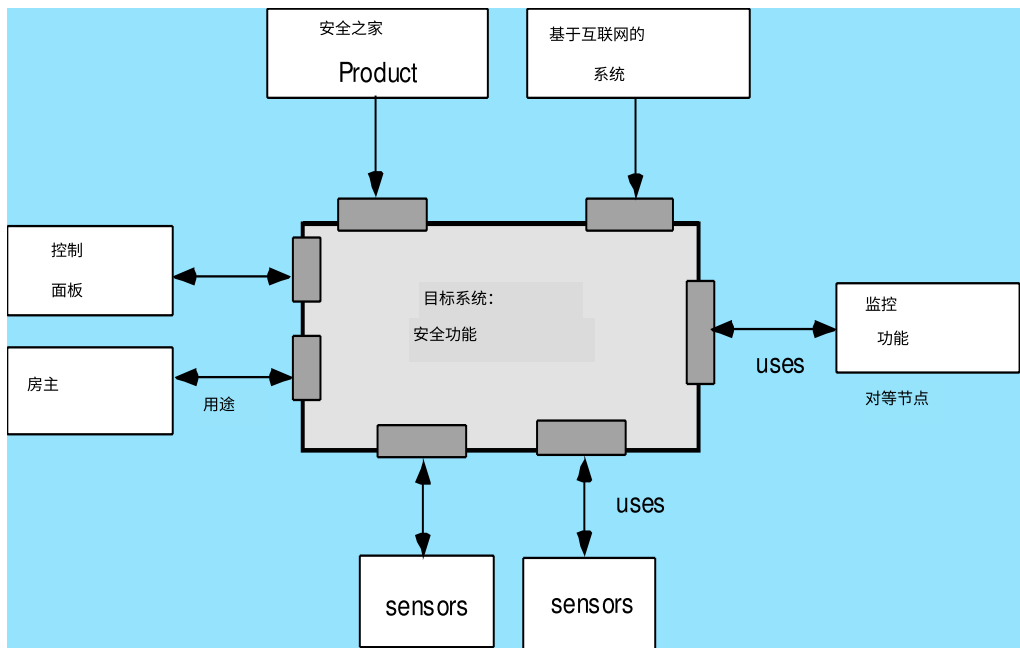 安全之家
Product
基于互联网的
系统
控制
面板
目标系统：
安全功能
监控
功能
uses
房主
用途
对等节点
uses
sensors
sensors